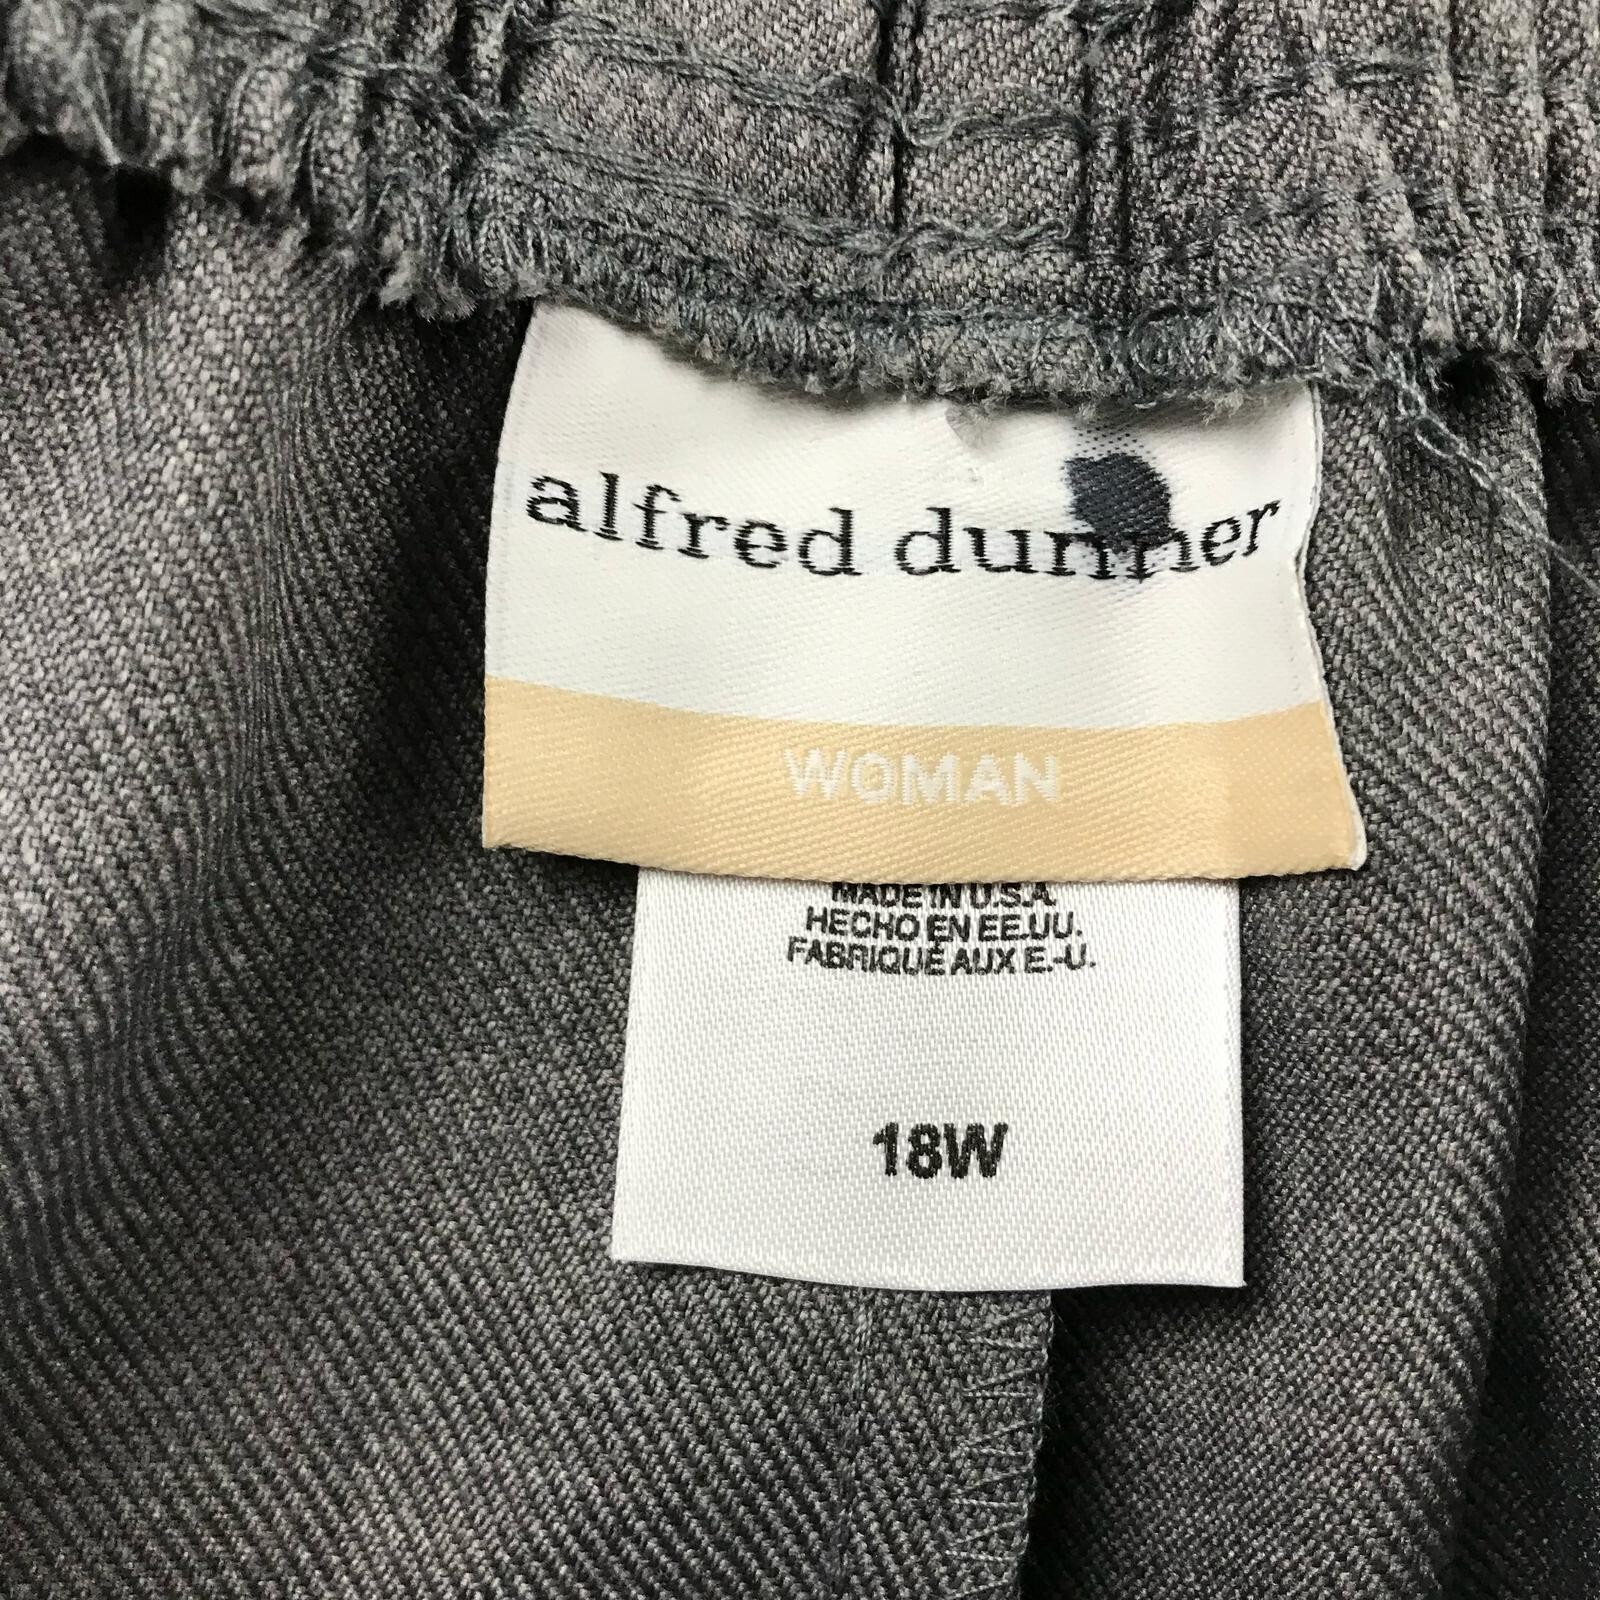 alfred dunner
WOMAN
MADE IN U.S.A.
HECHO EN EE.UU.
FABRIQUÉ AUX E.-U.
18W